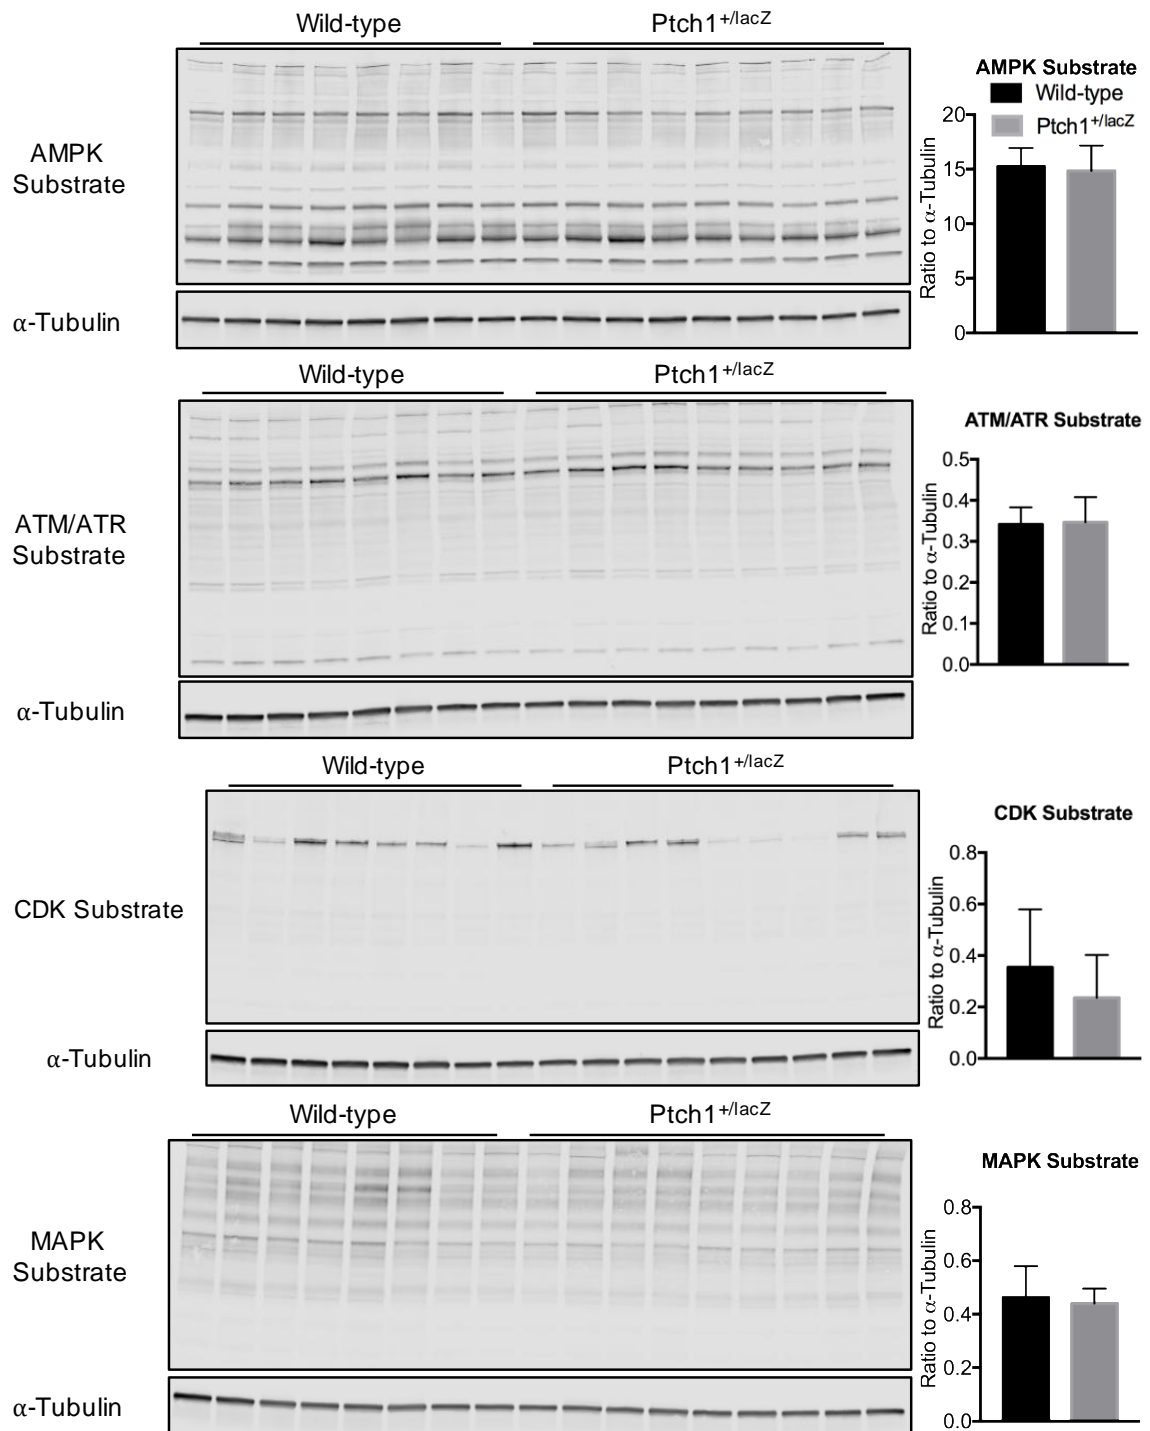 Wild-type Ptch1+/lacZ
AMPK
Substrate
α-Tubulin
AMPK Substrate
Wild-type
Ptch1+/lacZ
Ratio to α-Tubulin
20
15
10
5
0
Wild-type Ptch1+/lacZ
ATM/ATR
Substrate
α-Tubulin
ATM/ATR Substrate
Ratio to α-Tubulin
0.5
0.4
0.3
0.2
0.1
0.0
Wild-type Ptch1+/lacZ
CDK Substrate
α-Tubulin
CDK Substrate
Ratio to α-Tubulin
0.8
0.6
0.4
0.2
0.0
Wild-type Ptch1+/lacZ
MAPK
Substrate
α-Tubulin
MAPK Substrate
Ratio to α-Tubulin
0.8
0.6
0.4
0.2
0.0